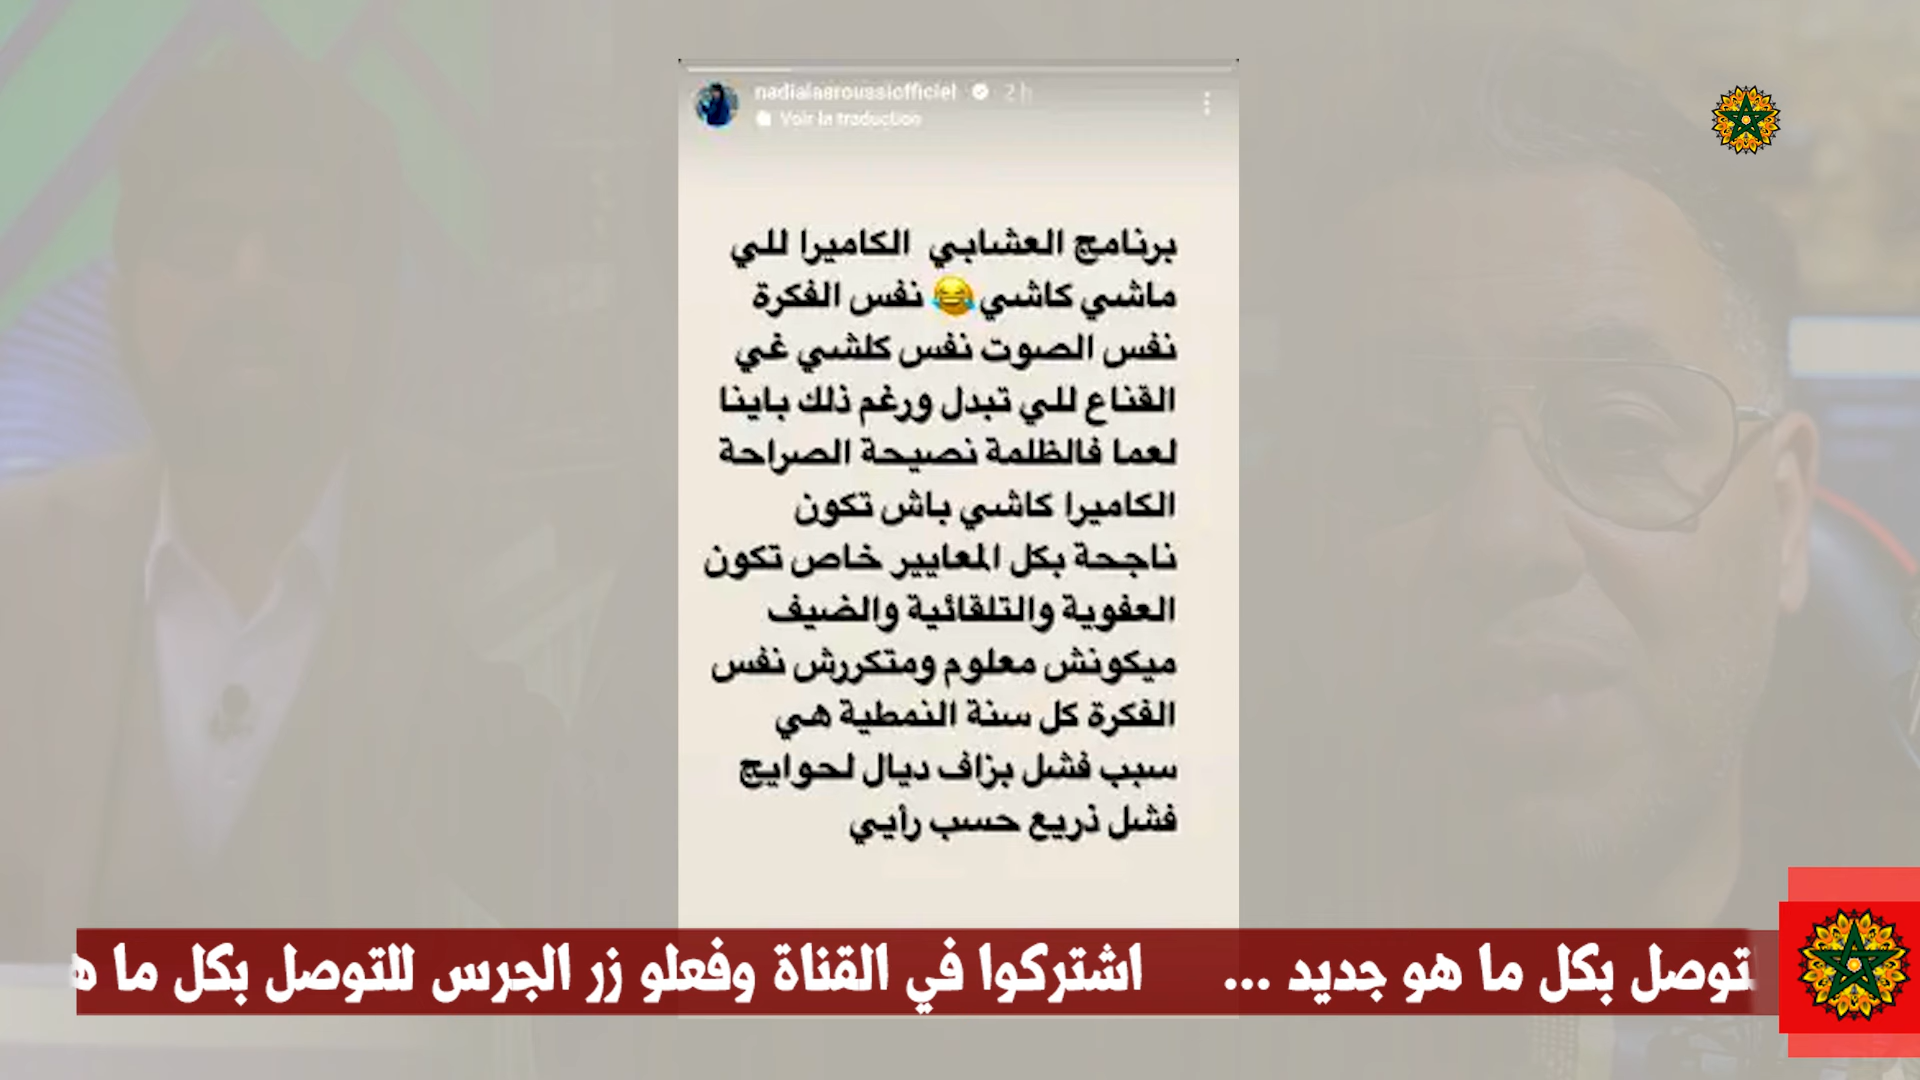 nadialaaroussiofficiel 2 h
Voir la traduction
برنامج العشابي الكاميرا للي
ماشي كاشي😂 نفس الفكرة
نفس الصوت نفس كلشي غي
القناع للي تبدل ورغم ذلك باينا
لعما فالظلمة نصيحة الصراحة
الكاميرا كاشي باش تكون
ناجحة بكل المعايير خاص تكون
العفوية والتلقائية والضيف
ميكونش معلوم ومتكررش نفس
الفكرة كل سنة النمطية هي
سبب فشل بزاف ديال لحوايج
فشل ذريع حسب رأيي
لتوصل بكل ما هو جديد ... اشتركوا في القناة وفعلو زر الجرس للتوصل بكل ما ه